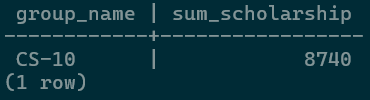 group_name | sum_scholarship
------------+-----------------
CS-10      |            8740
(1 row)